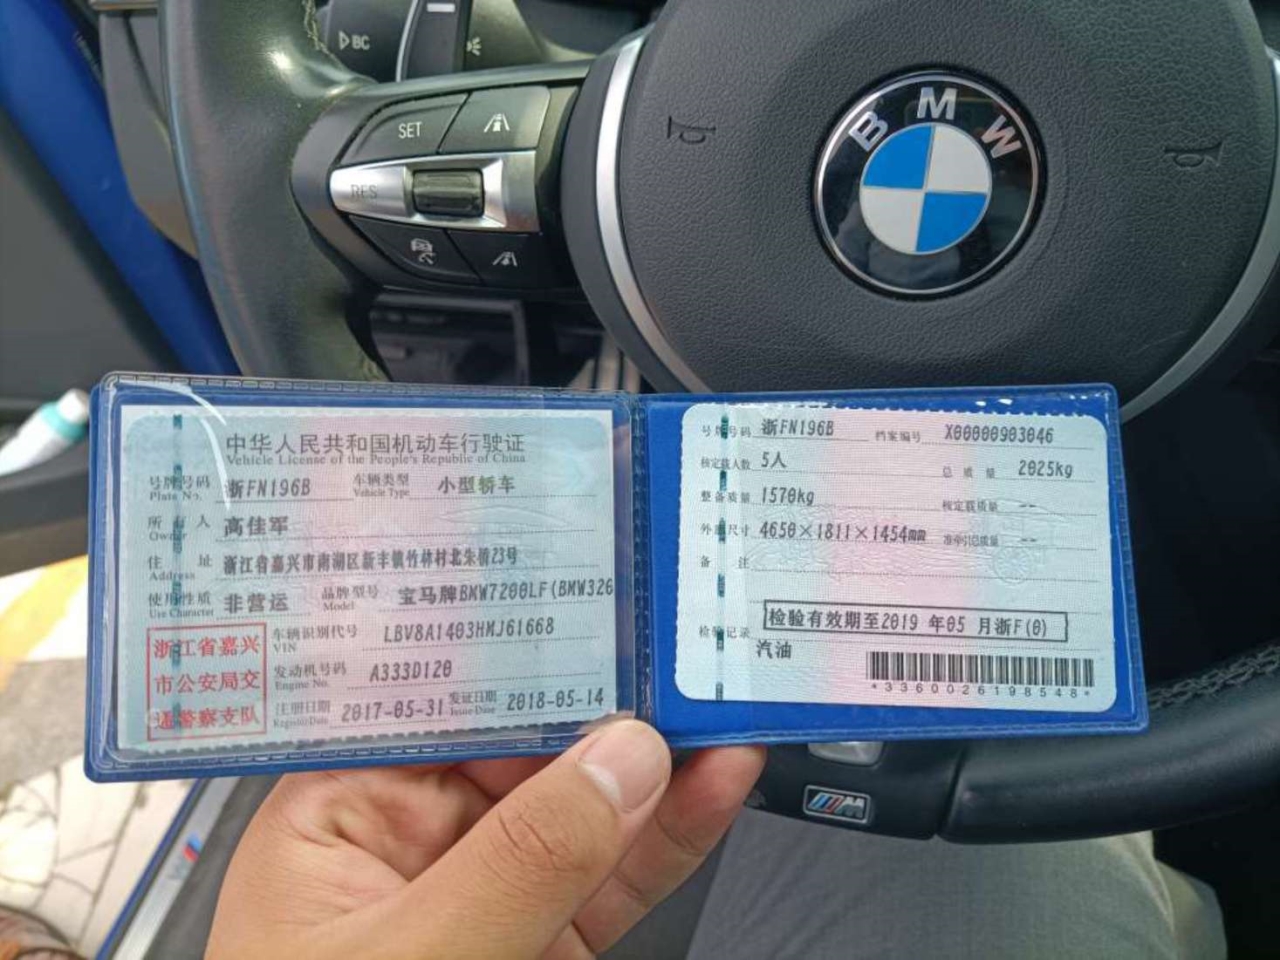 BC
SET
RES
BMW
中华人民共和国机动车行驶证
Vehicle License of the People's Republic of China
号牌号码 浙FN196B 车辆类型 小型轿车
Plate No. Vehicle Type
所有人 高佳军
Owner
住址 浙江省嘉兴市南湖区新丰镇竹林村北朱桥23号
Address
使用性质 非营运 品牌型号 宝马牌BMW7200LF(BMW326
Use Character Model
浙江省嘉兴
市公安局交
通警察支队
车辆识别代号 LBV8A1403HMJ61668
VIN
发动机号码 A333D120
Engine No.
注册日期 2017-05-31 发证日期 2018-05-14
Register Date Issue Date
号牌号码 浙FN196B 档案编号 X00000903046
核定载人数 5人 总质量 2025kg
整备质量 1570kg 核定载质量 --
外廓尺寸 4650×1811×1454mm 准牵引总质量 --
备注
检验有效期至2019年05月浙F(0)
检验记录
汽油
*3360026198548*
M